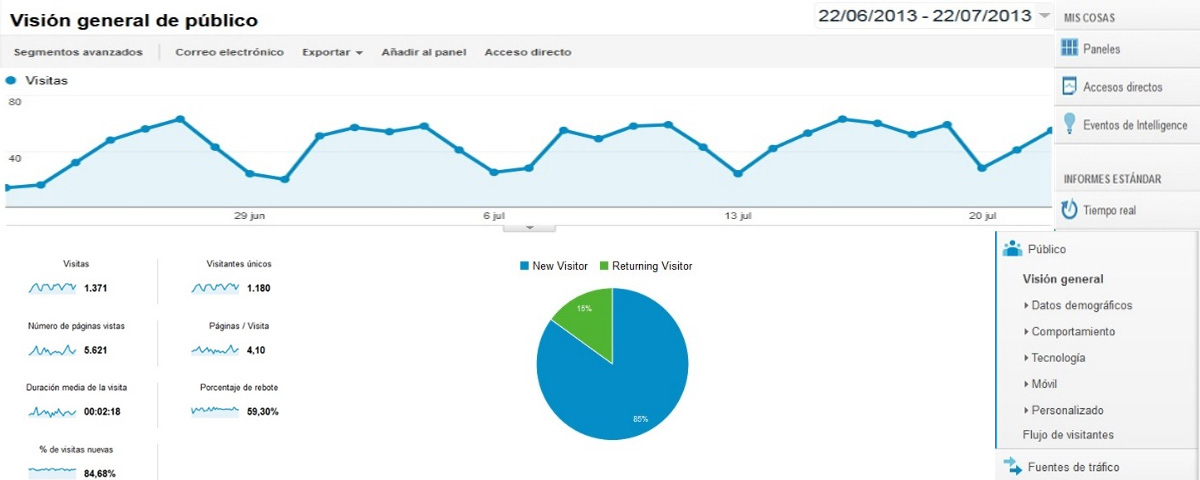 Visión general de público
22/06/2013 - 22/07/2013
Segmentos avanzados
Correo electrónico
Exportar
Añadir al panel
Acceso directo
Visitas
80
40
29 jun
6 jul
13 jul
20 jul
Visitas
1.371
Visitantes únicos
1.180
Número de páginas vistas
5.621
Páginas / Visita
4,10
Duración media de la visita
00:02:18
Porcentaje de rebote
59,30%
% de visitas nuevas
84,68%
New Visitor
Returning Visitor
15%
85%
MIS COSAS
Paneles
Accesos directos
Eventos de Intelligence
INFORMES ESTÁNDAR
Tiempo real
Público
Visión general
Datos demográficos
Comportamiento
Tecnología
Móvil
Personalizado
Flujo de visitantes
Fuentes de tráfico